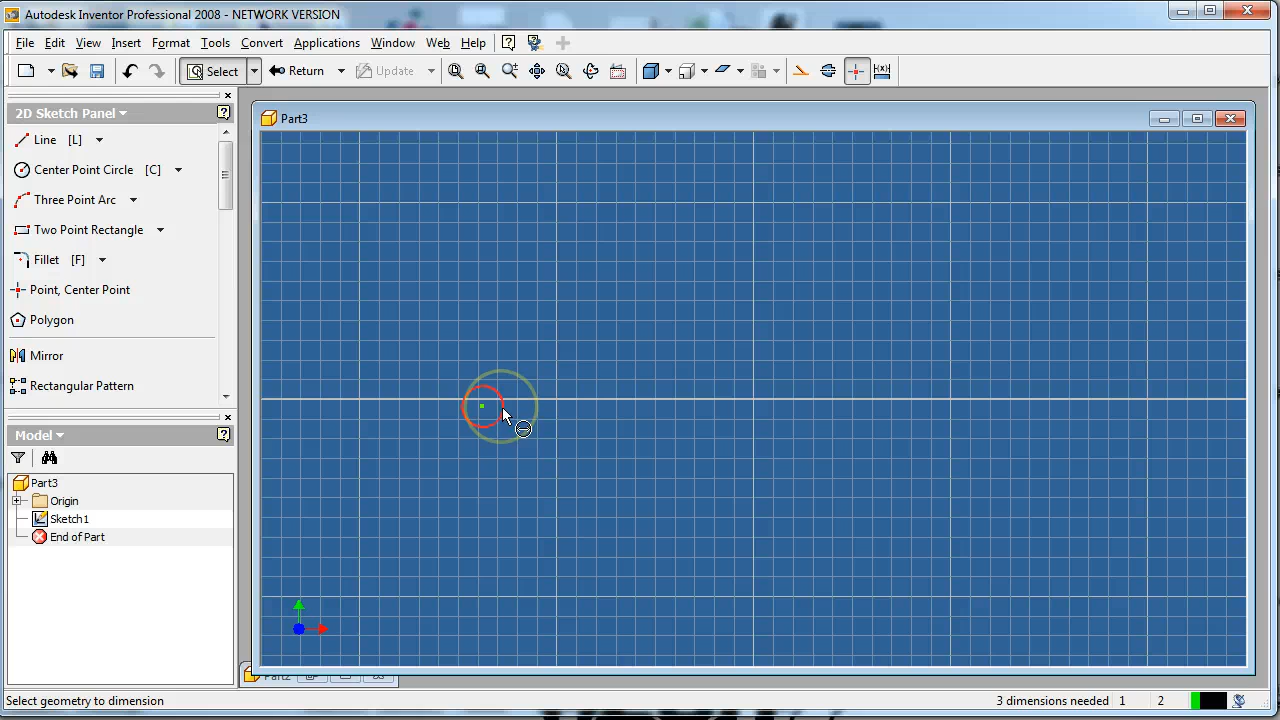 Autodesk Inventor Professional 2008 - NETWORK VERSION
File Edit View Insert Format Tools Convert Applications Window Web Help
Select Return Update
2D Sketch Panel
Line [L]
Center Point Circle [C]
Three Point Arc
Two Point Rectangle
Fillet [F]
Point, Center Point
Polygon
Mirror
Rectangular Pattern
Model
Part3
Origin
Sketch1
End of Part
Part3
Part2
Select geometry to dimension
3 dimensions needed 1 2